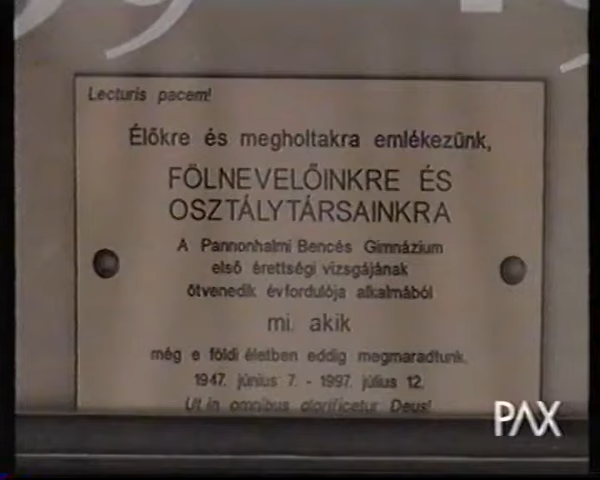 Lecturis pacem!
Élőkre és megholtakra emlékezünk,
FÖLNEVELŐINKRE ÉS
OSZTÁLYTÁRSAINKRA
A Pannonhalmi Bencés Gimnázium
első érettségi vizsgájának
ötvenedik évfordulója alkalmából
mi, akik
még e földi életben eddig megmaradtunk.
1947. június 7. - 1997. július 12.
Ut in omnibus glorificetur Deus!
PAX